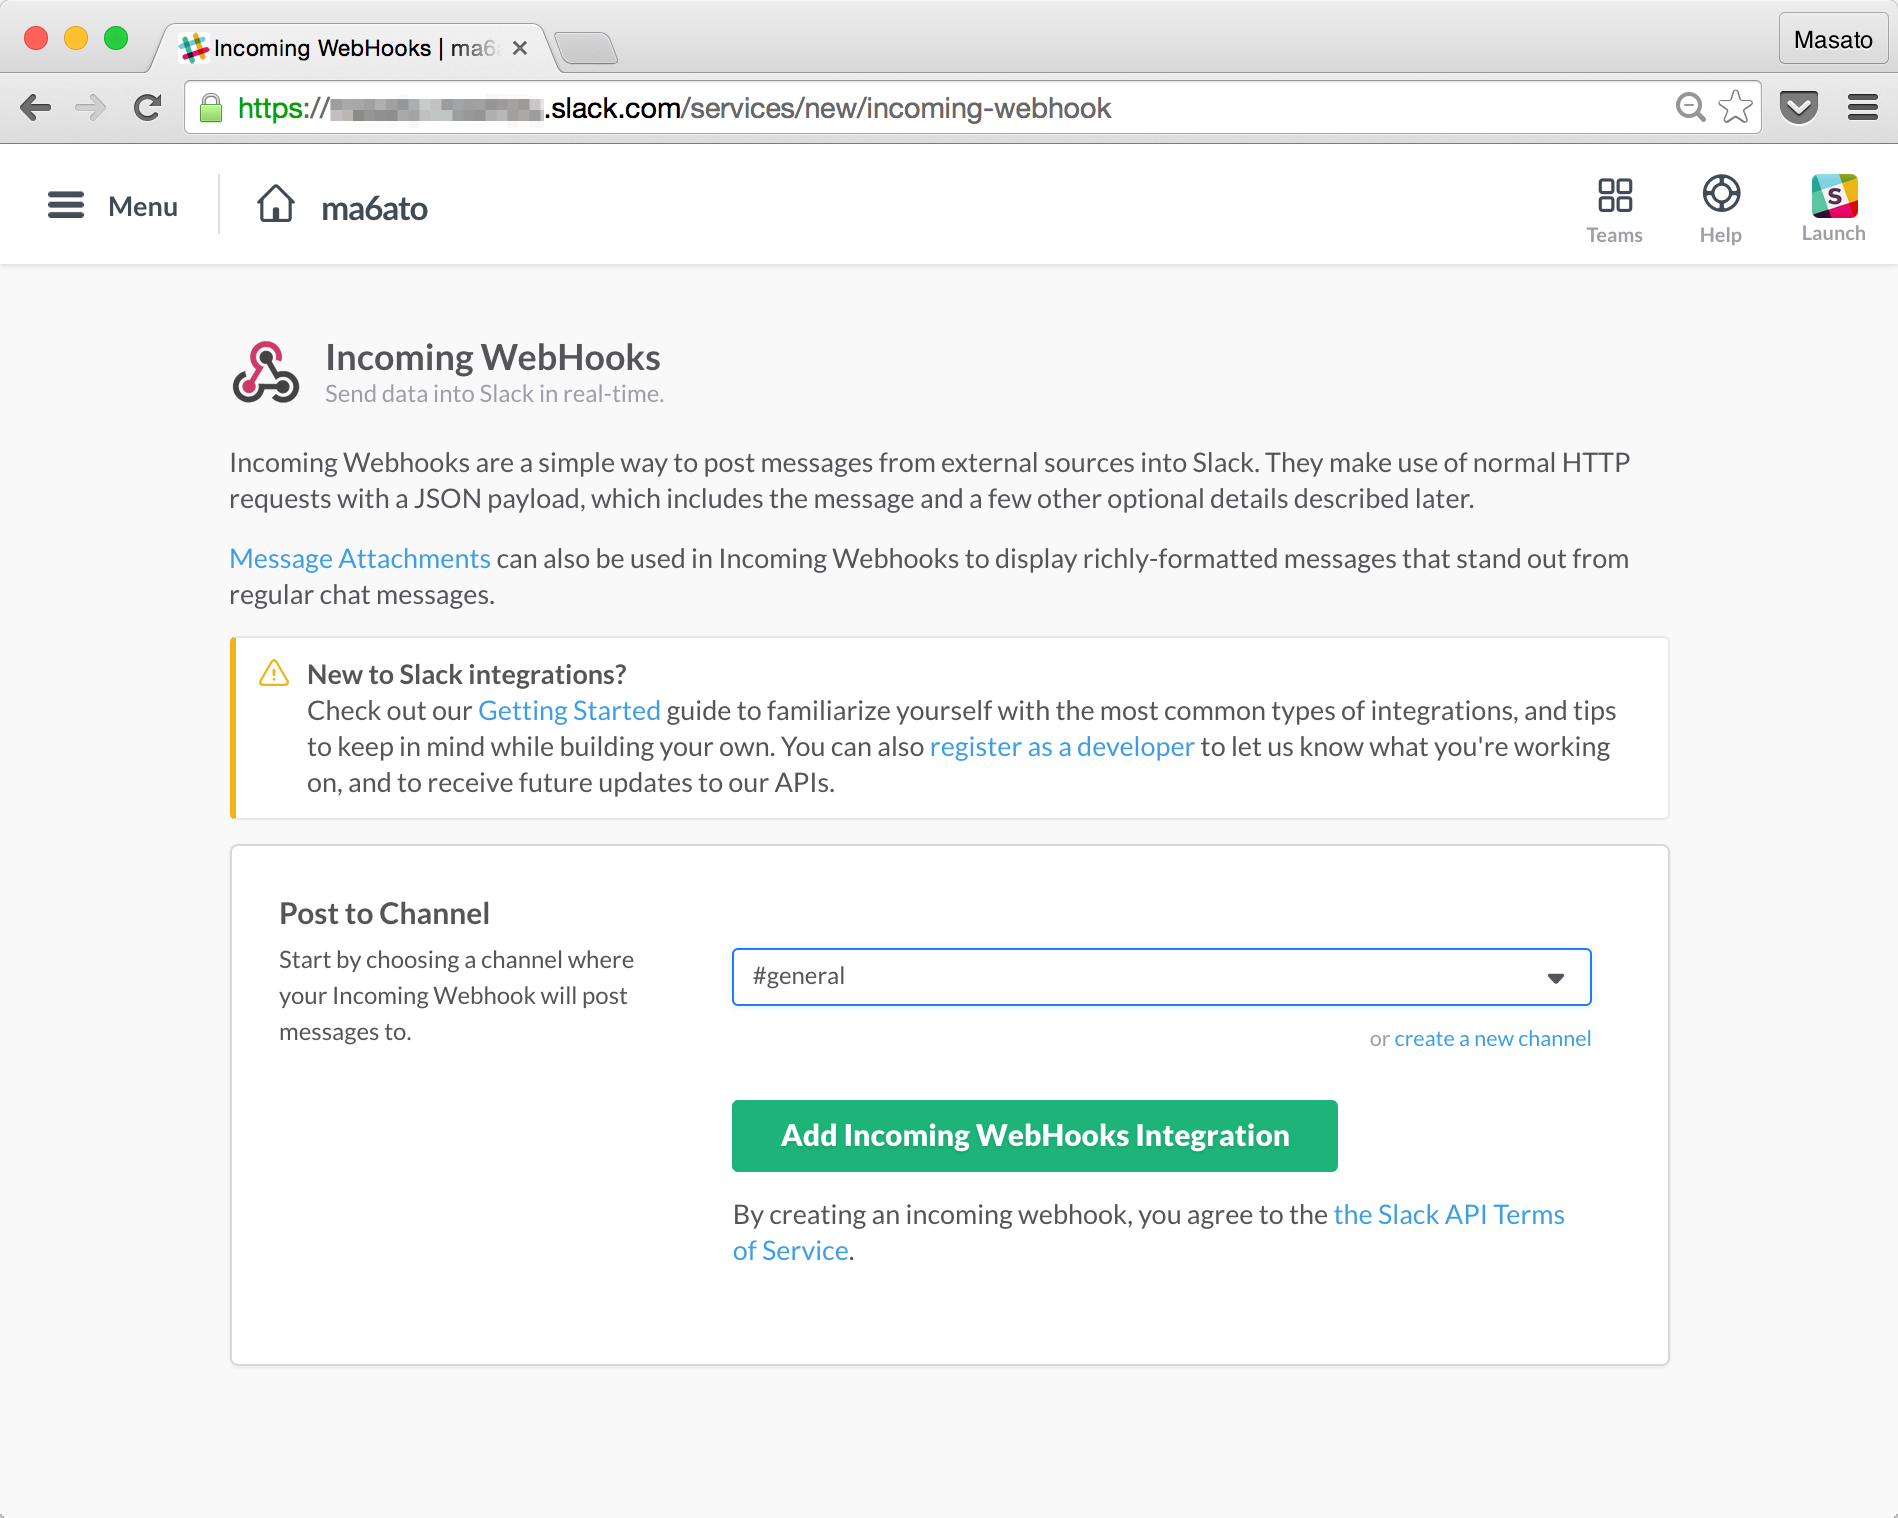 Incoming WebHooks | ma6
Masato
https://
.slack.com/services/new/incoming-webhook
Menu
ma6ato
Teams
Help
S
Launch
Incoming WebHooks
Send data into Slack in real-time.
Incoming Webhooks are a simple way to post messages from external sources into Slack. They make use of normal HTTP
requests with a JSON payload, which includes the message and a few other optional details described later.
Message Attachments can also be used in Incoming Webhooks to display richly-formatted messages that stand out from
regular chat messages.
New to Slack integrations?
Check out our Getting Started guide to familiarize yourself with the most common types of integrations, and tips
to keep in mind while building your own. You can also register as a developer to let us know what you're working
on, and to receive future updates to our APIs.
Post to Channel
Start by choosing a channel where
your Incoming Webhook will post
messages to.
#general
or create a new channel
Add Incoming WebHooks Integration
By creating an incoming webhook, you agree to the the Slack API Terms
of Service.